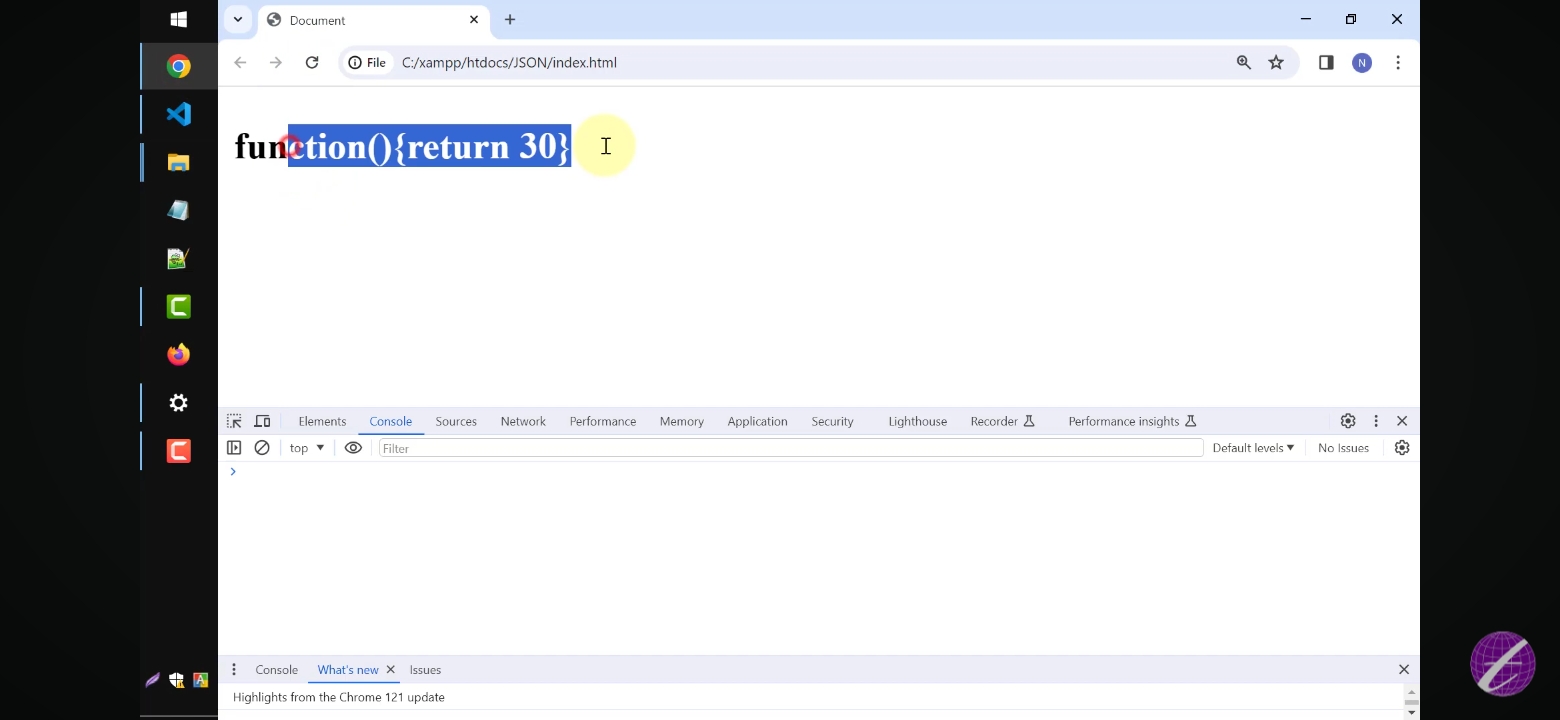 Document
File C:/xampp/htdocs/JSON/index.html N
function(){return 30}
Elements Console Sources Network Performance Memory Application Security Lighthouse Recorder Performance insights
top Filter Default levels No Issues
Console What's new Issues
Highlights from the Chrome 121 update